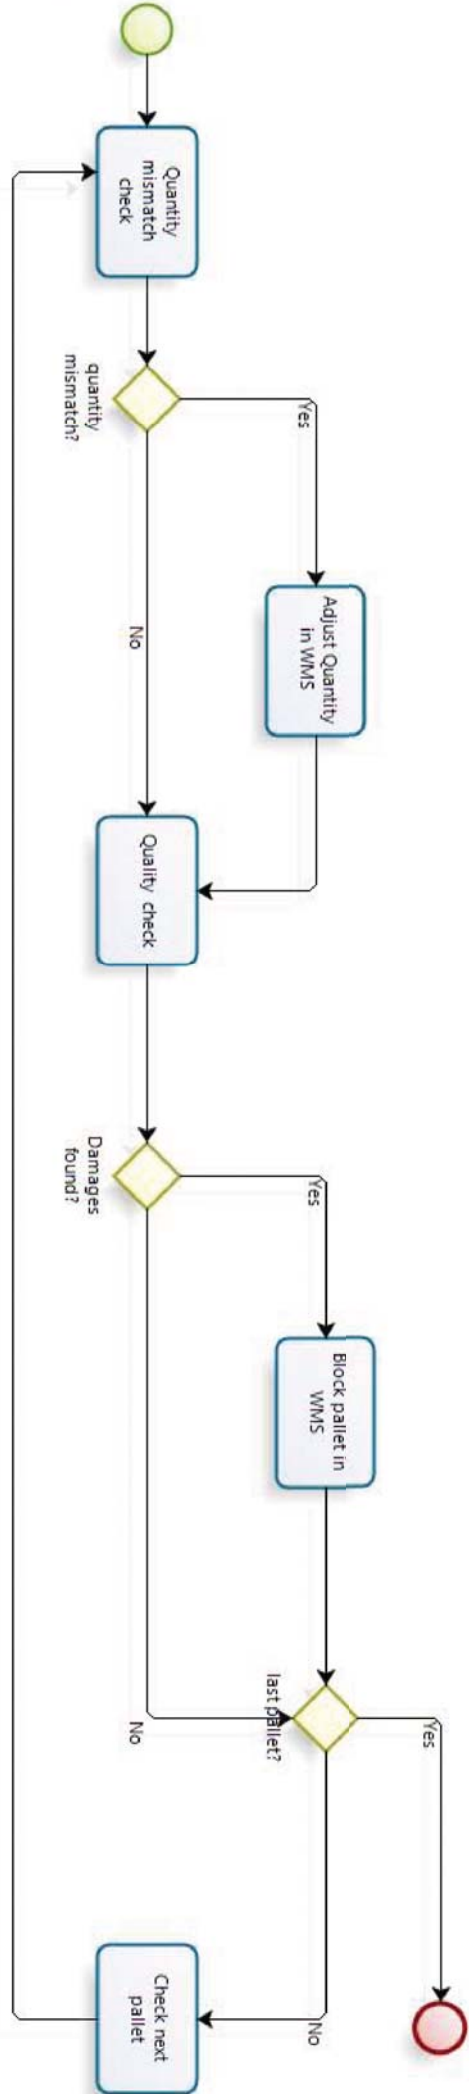 Quantity
mismatch
check
quantity
mismatch?
Yes
No
Adjust Quantity
in WMS
Quality check
Damages
found?
Yes
No
Block pallet in
WMS
last pallet?
Yes
No
Check next
pallet